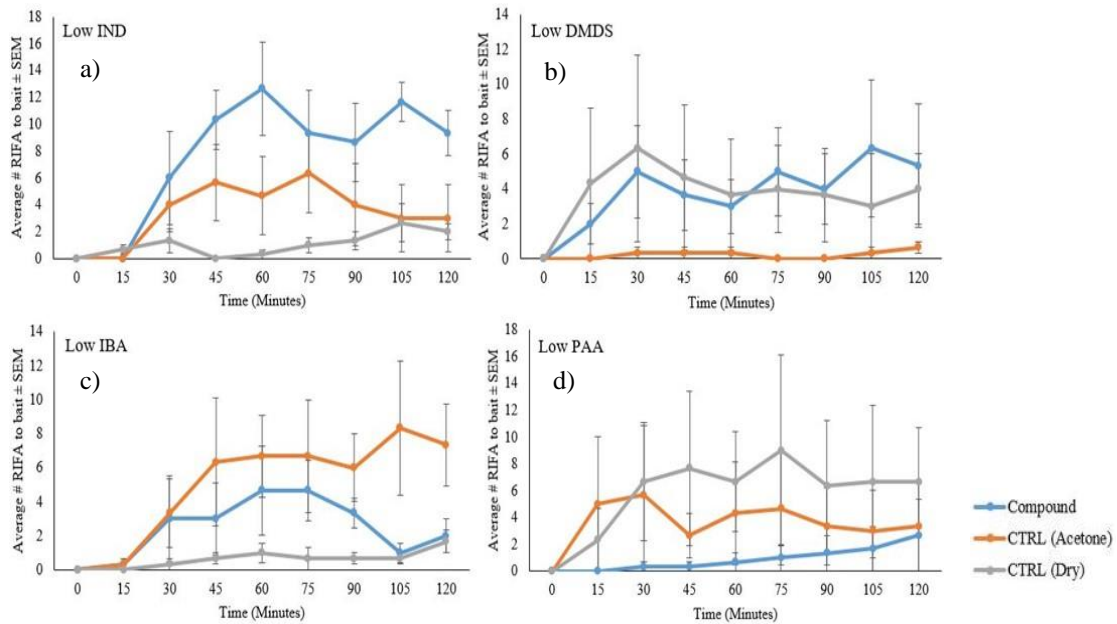 Low IND
a)
Average # RIFA to bait ± SEM
18
16
14
12
10
8
6
4
2
0
0 15 30 45 60 75 90 105 120
Time (Minutes)
Low DMDS
b)
Average # RIFA to bait ± SEM
14
12
10
8
6
4
2
0
0 15 30 45 60 75 90 105 120
Time (Minutes)
Low IBA
c)
Average # RIFA to bait ± SEM
14
12
10
8
6
4
2
0
0 15 30 45 60 75 90 105 120
Time (Minutes)
Low PAA
d)
Average # RIFA to bait ± SEM
18
16
14
12
10
8
6
4
2
0
0 15 30 45 60 75 90 105 120
Time (Minutes)
Compound
CTRL (Acetone)
CTRL (Dry)